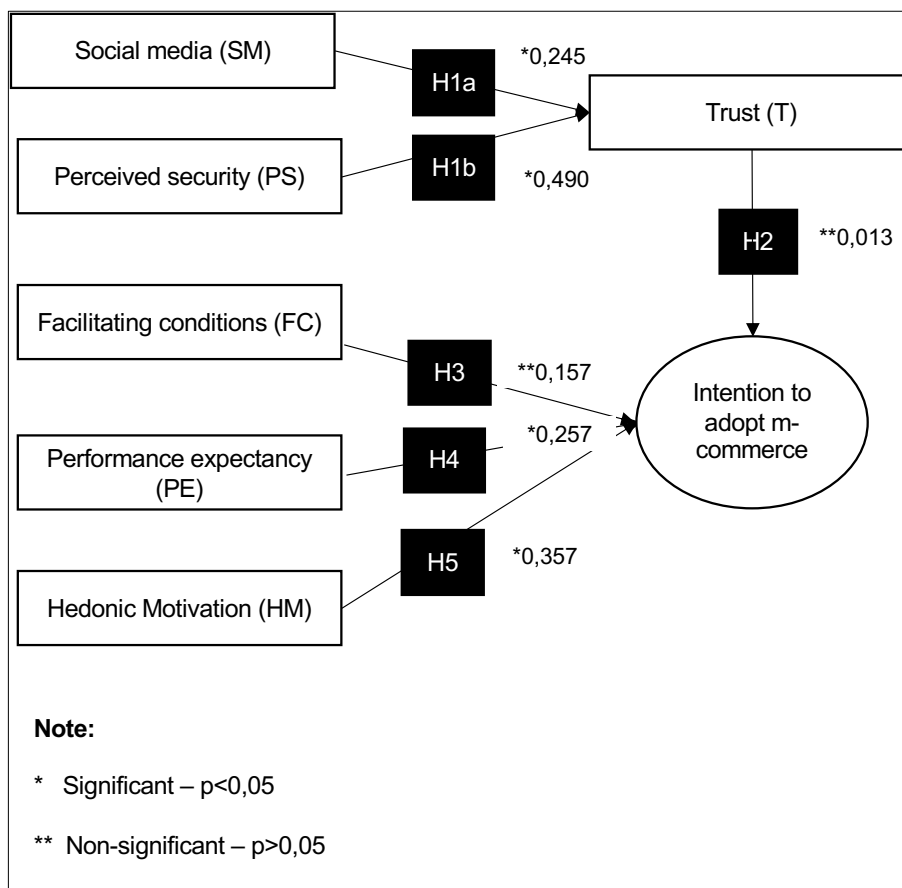 Social media (SM)
*0,245
H1a
Trust (T)
Perceived security (PS)
H1b
*0,490
H2
**0,013
Facilitating conditions (FC)
H3
**0,157
Intention to
adopt m-
commerce
*0,257
Performance expectancy
(PE)
H4
H5
*0,357
Hedonic Motivation (HM)
Note:
* Significant – p<0,05
** Non-significant – p>0,05